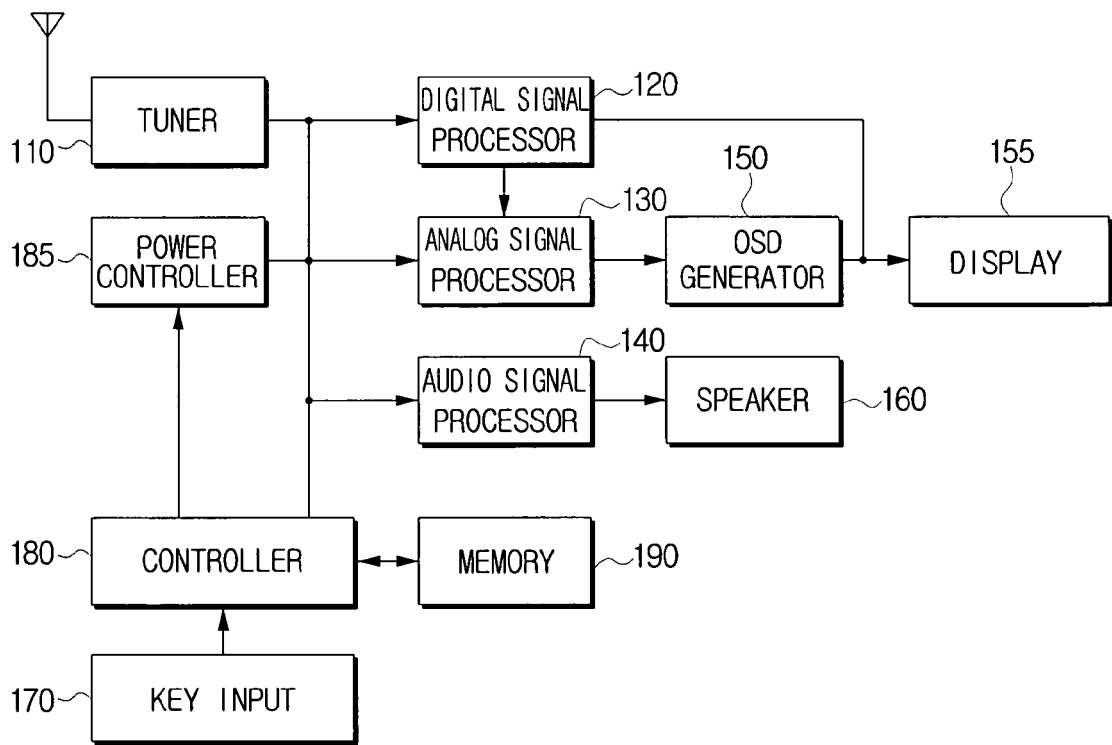 110
TUNER
DIGITAL SIGNAL
PROCESSOR
120
185
POWER
CONTROLLER
ANALOG SIGNAL
PROCESSOR
130
OSD
GENERATOR
150
DISPLAY
155
AUDIO SIGNAL
PROCESSOR
140
SPEAKER
160
180
CONTROLLER
MEMORY
190
170
KEY INPUT